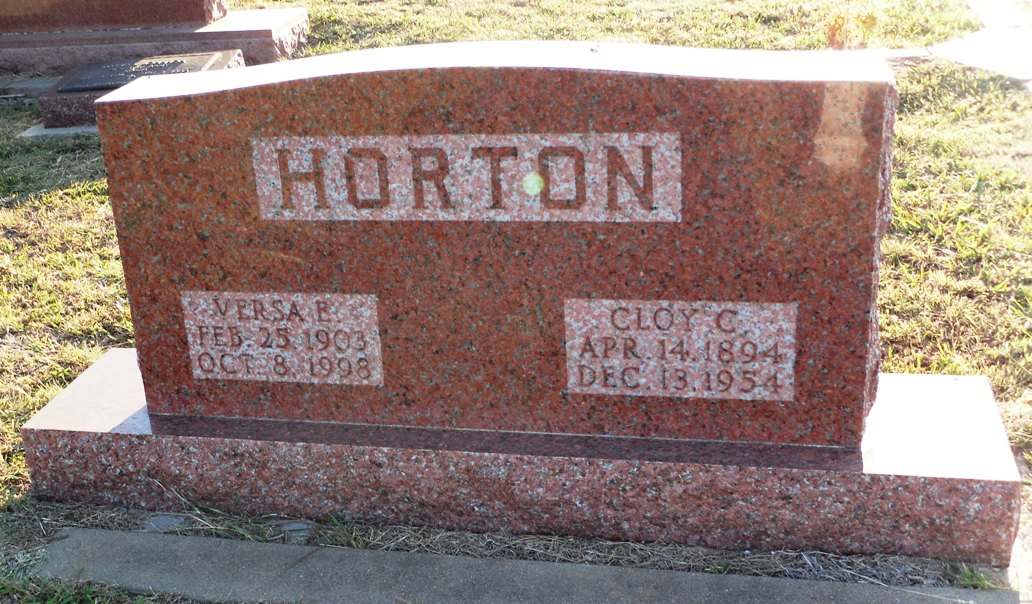 HORTON
VERSA E.
FEB. 25, 1903
OCT. 8, 1998
CLOY C.
APR. 14, 1894
DEC. 13, 1954